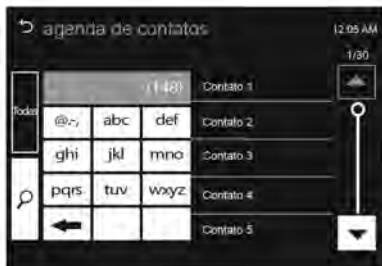 agenda de contatos 12:05 AM
1/30
(148) Contato 1
Todas @-, abc def Contato 2
ghi jkl mno Contato 3
pqrs tuv wxyz Contato 4
Contato 5